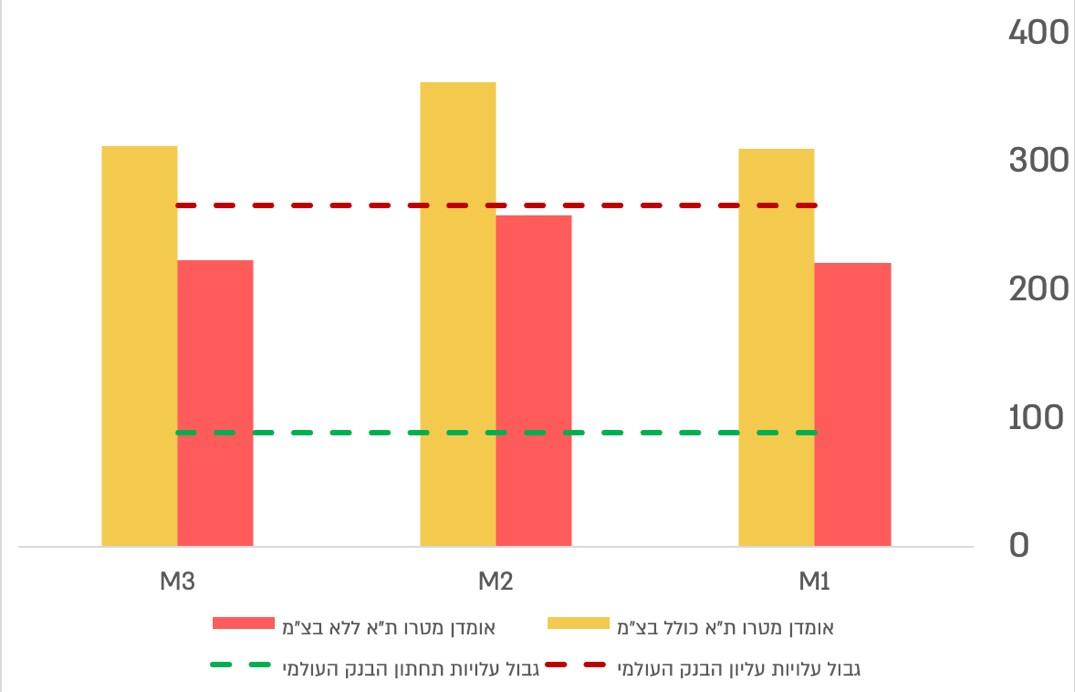 400
300
200
100
0
M1 M2 M3
אומדן מטרו ת"א כולל בצ"מ אומדן מטרו ת"א ללא בצ"מ
גבול עלויות עליון הבנק העולמי גבול עלויות תחתון הבנק העולמי